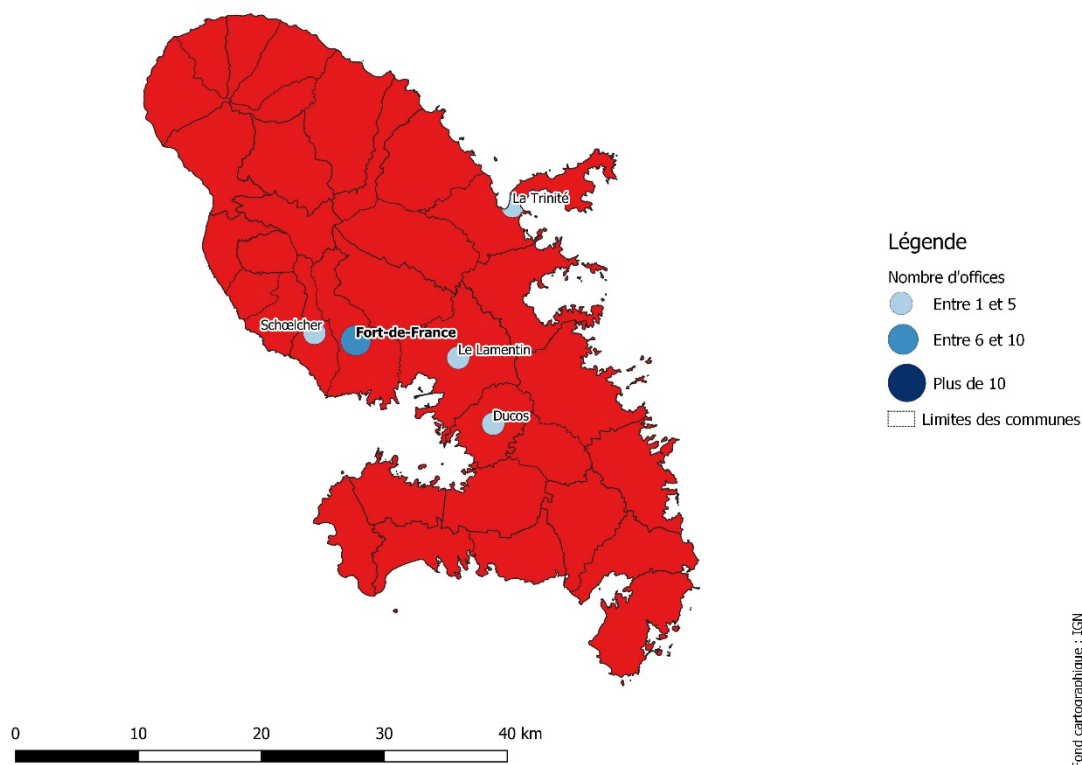 La Trinité
Schœlcher
Fort-de-France
Le Lamentin
Ducos
Légende
Nombre d'offices
Entre 1 et 5
Entre 6 et 10
Plus de 10
Limites des communes
0 10 20 30 40 km
Fond cartographique : IGN